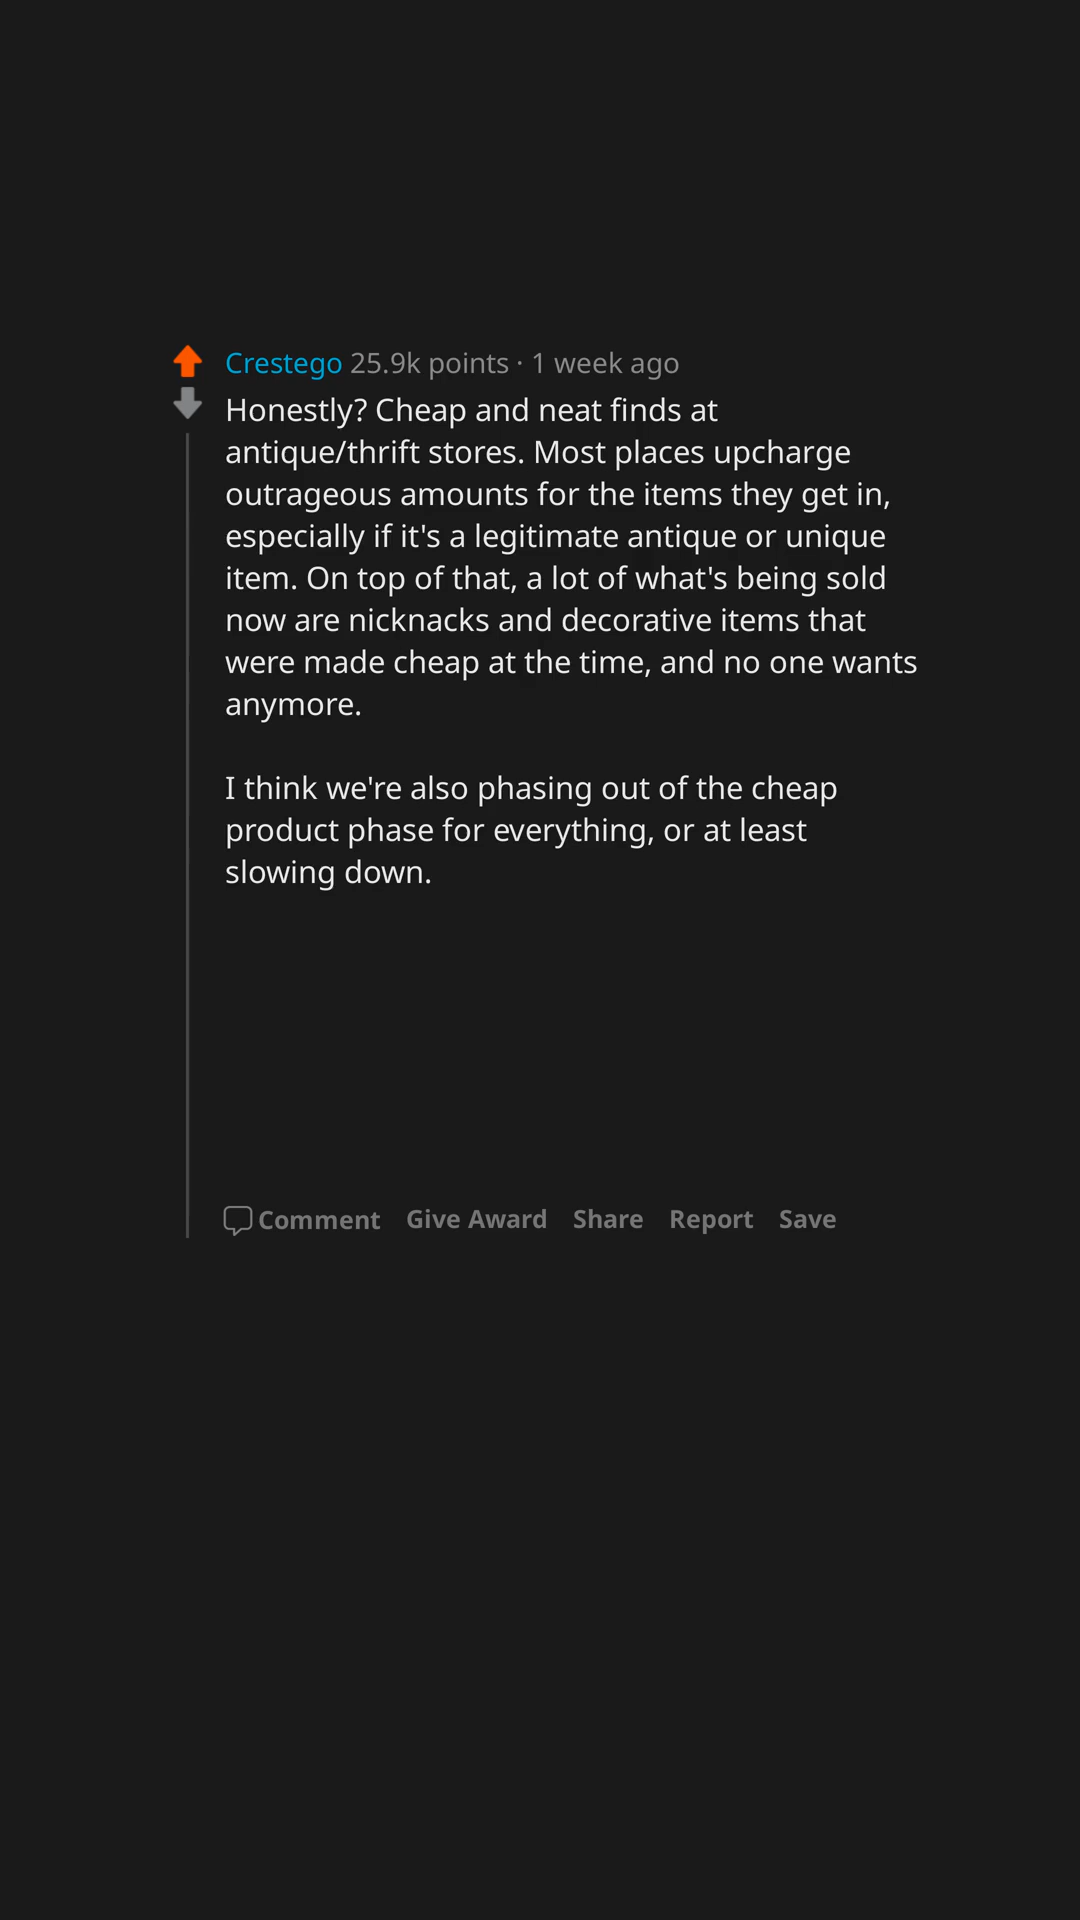 Crestego 25.9k points · 1 week ago
Honestly? Cheap and neat finds at
antique/thrift stores. Most places upcharge
outrageous amounts for the items they get in,
especially if it's a legitimate antique or unique
item. On top of that, a lot of what's being sold
now are nicknacks and decorative items that
were made cheap at the time, and no one wants
anymore.
I think we're also phasing out of the cheap
product phase for everything, or at least
slowing down.
Comment Give Award Share Report Save